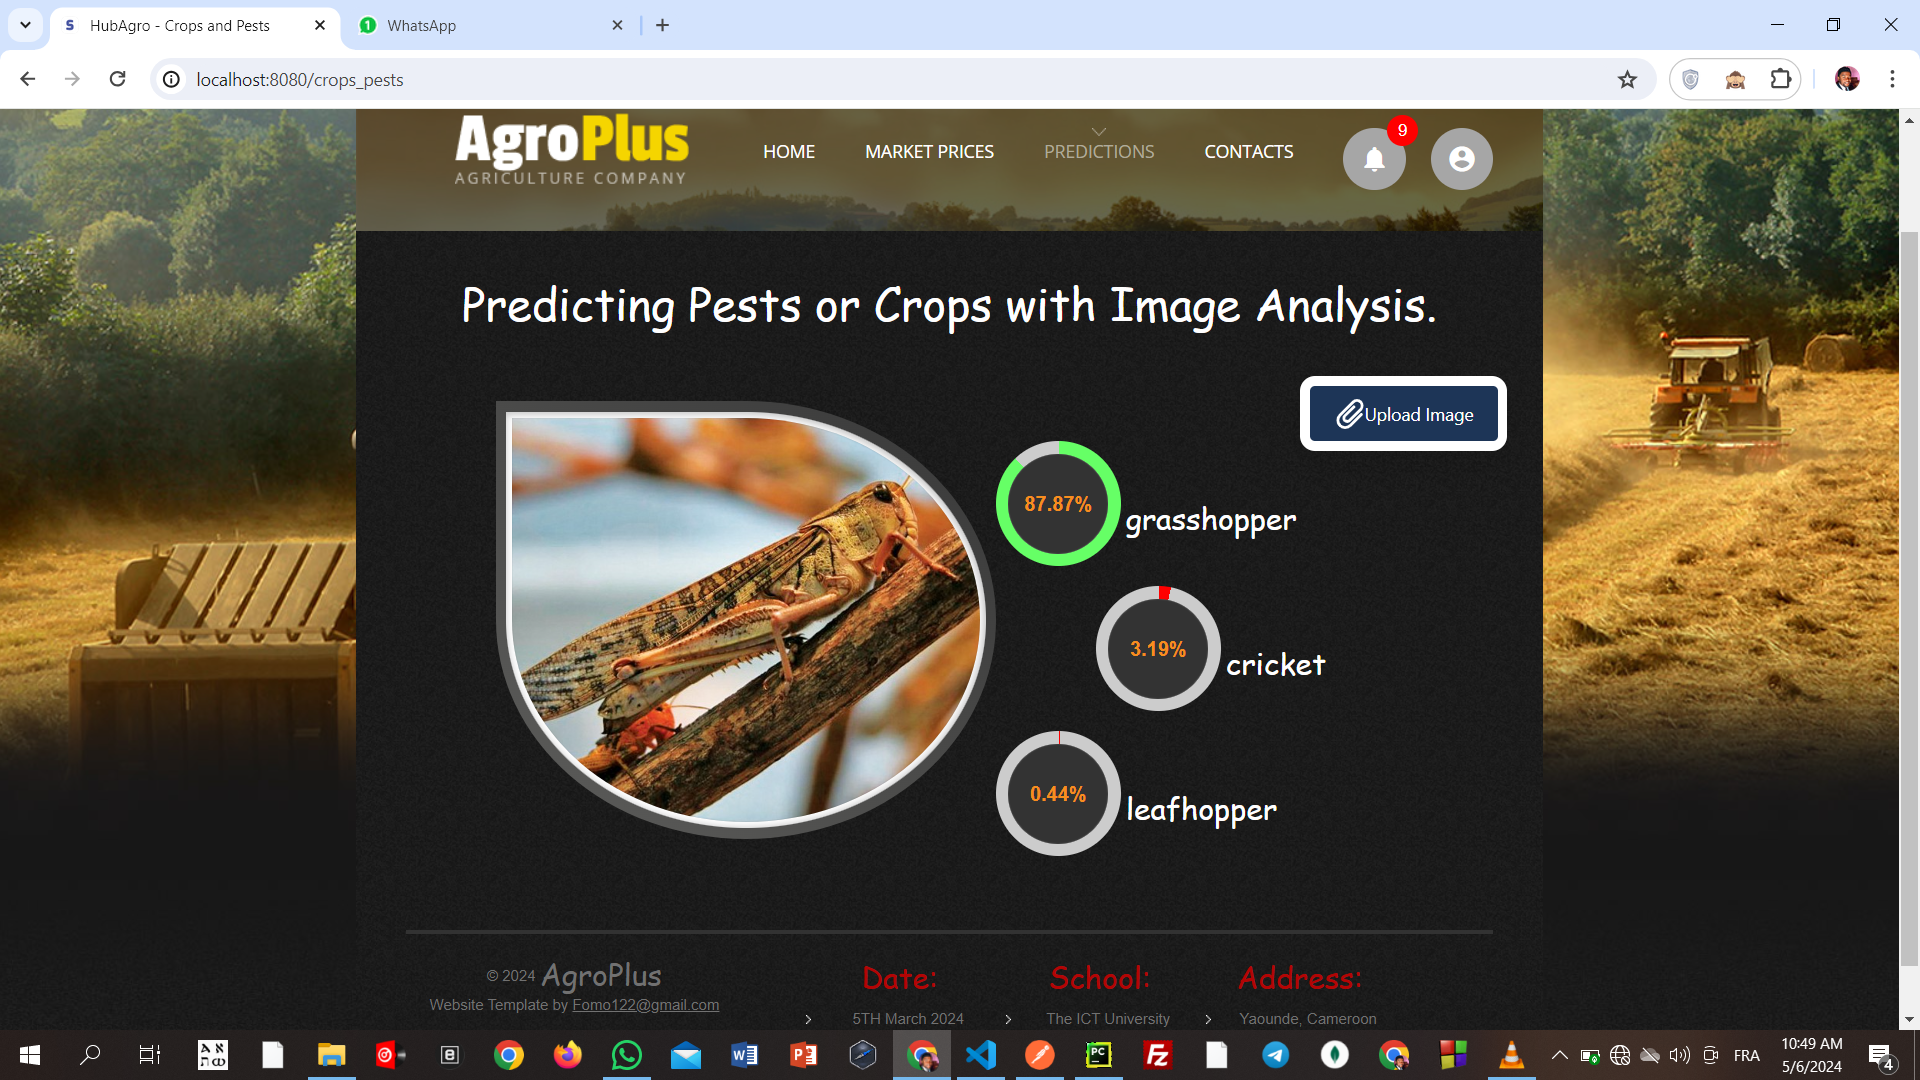 HubAgro - Crops and Pests
WhatsApp
localhost:8080/crops_pests
AgroPlus
AGRICULTURE COMPANY
HOME
MARKET PRICES
PREDICTIONS
CONTACTS
9
Predicting Pests or Crops with Image Analysis.
Upload Image
87.87%
grasshopper
3.19%
cricket
0.44%
leafhopper
© 2024 AgroPlus
Website Template by Fomo122@gmail.com
Date:
5TH March 2024
School:
The ICT University
Address:
Yaounde, Cameroon
FRA
10:49 AM
5/6/2024
4